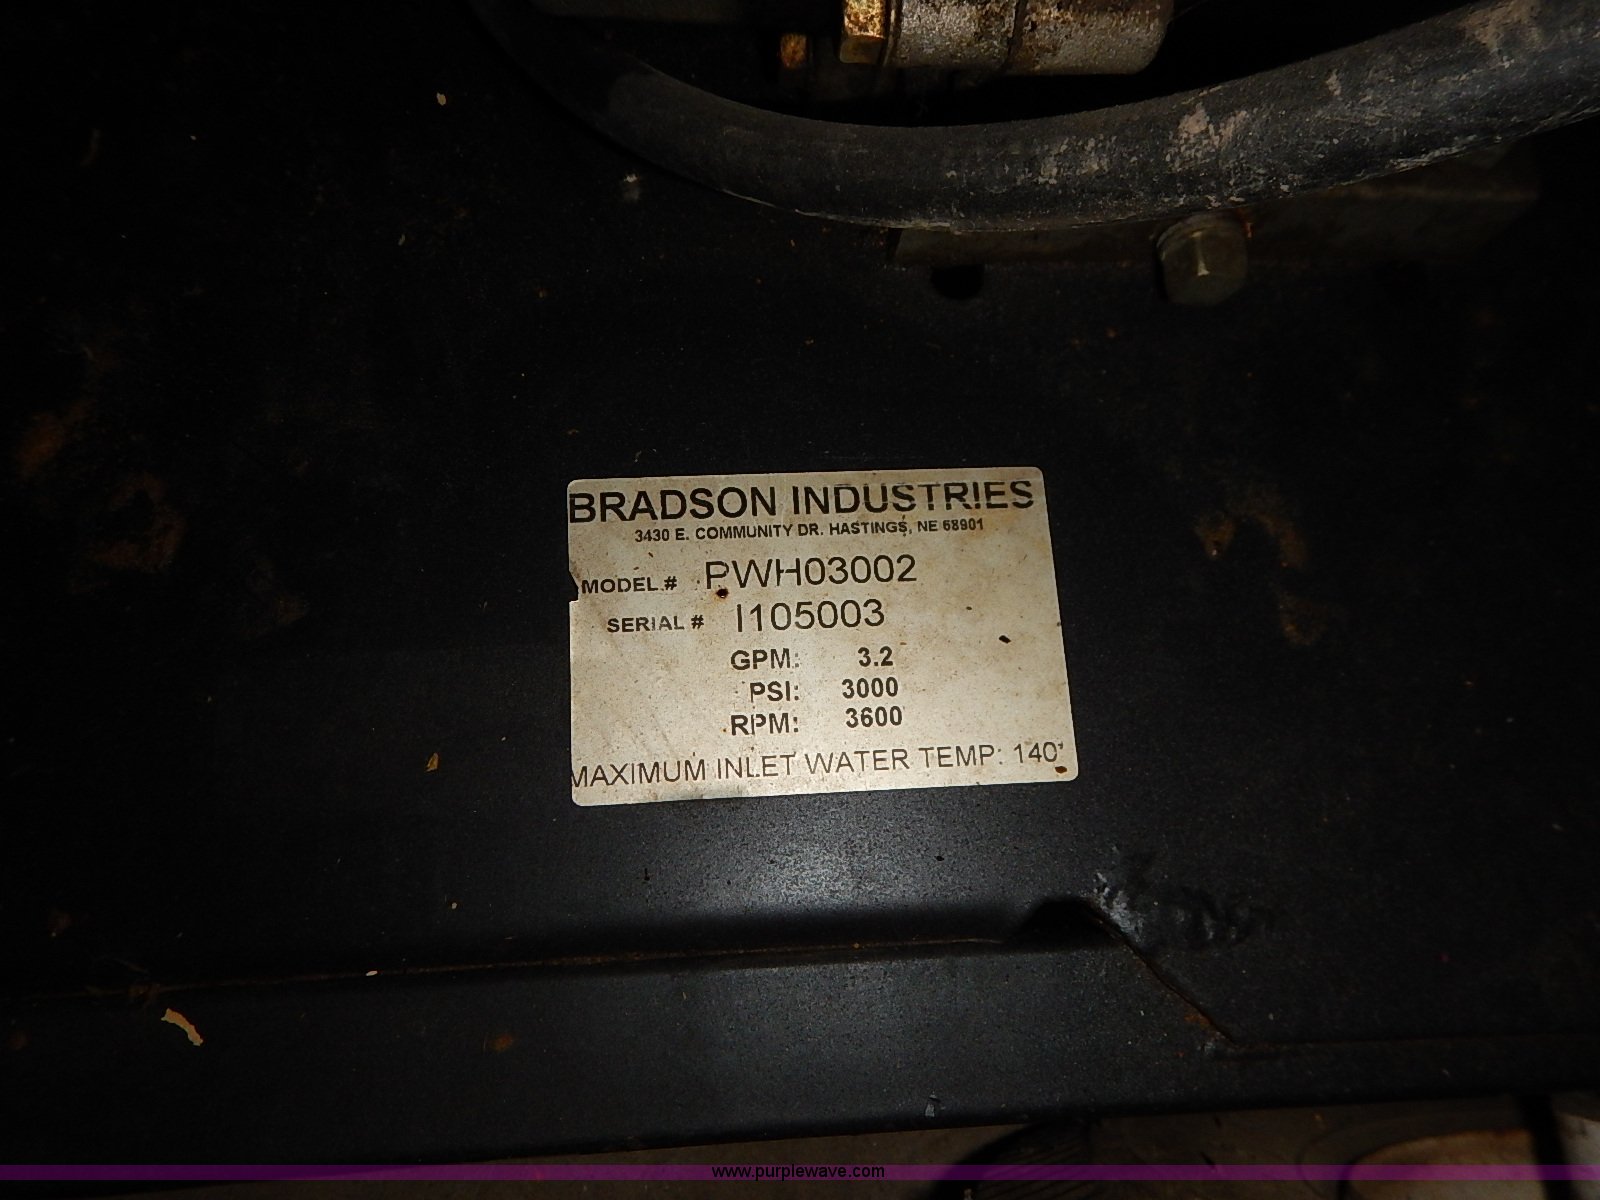 BRADSON INDUSTRIES
3430 E. COMMUNITY DR. HASTINGS, NE 68901
MODEL # PWH03002
SERIAL # I105003
GPM: 3.2
PSI: 3000
RPM: 3600
MAXIMUM INLET WATER TEMP: 140°
www.purplewave.com